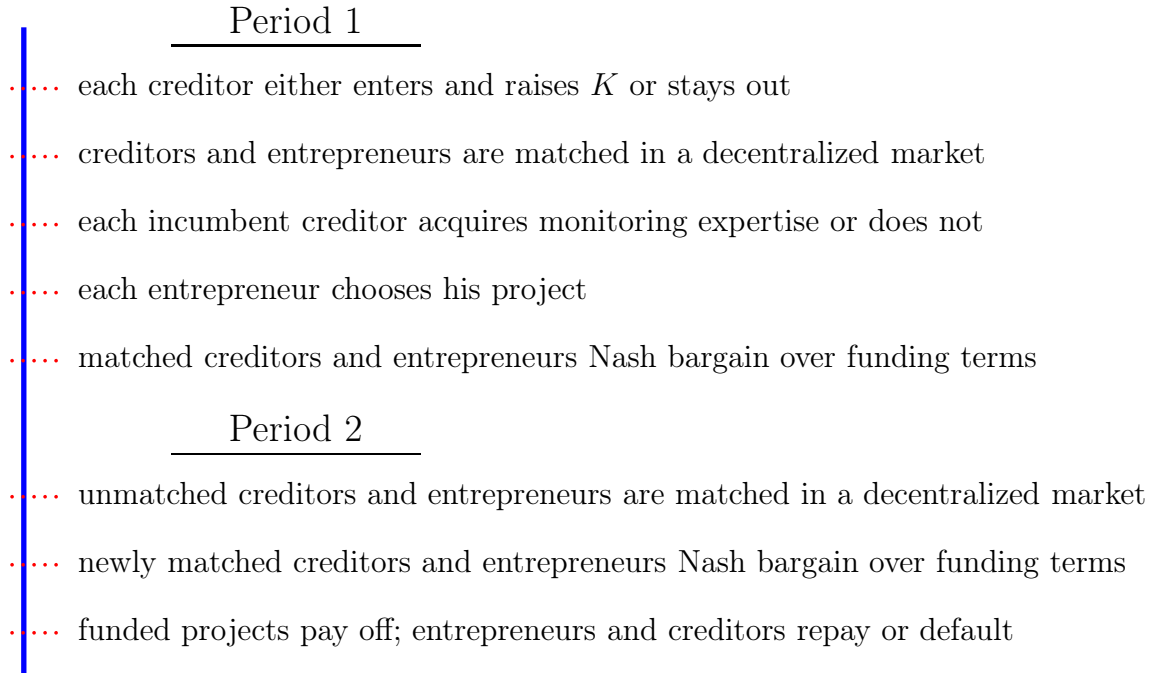 Period 1
each creditor either enters and raises K or stays out
creditors and entrepreneurs are matched in a decentralized market
each incumbent creditor acquires monitoring expertise or does not
each entrepreneur chooses his project
matched creditors and entrepreneurs Nash bargain over funding terms
Period 2
unmatched creditors and entrepreneurs are matched in a decentralized market
newly matched creditors and entrepreneurs Nash bargain over funding terms
funded projects pay off; entrepreneurs and creditors repay or default